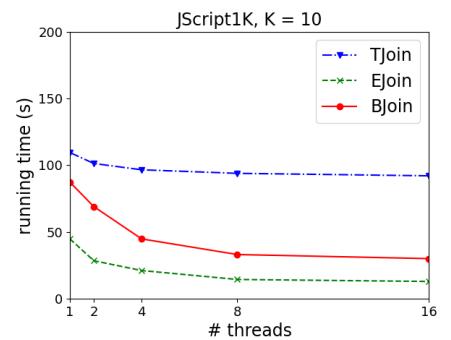 JScript1K, K = 10
200
150
100
50
0
running time (s)
TJoin
EJoin
BJoin
1 2 4 8 16
# threads